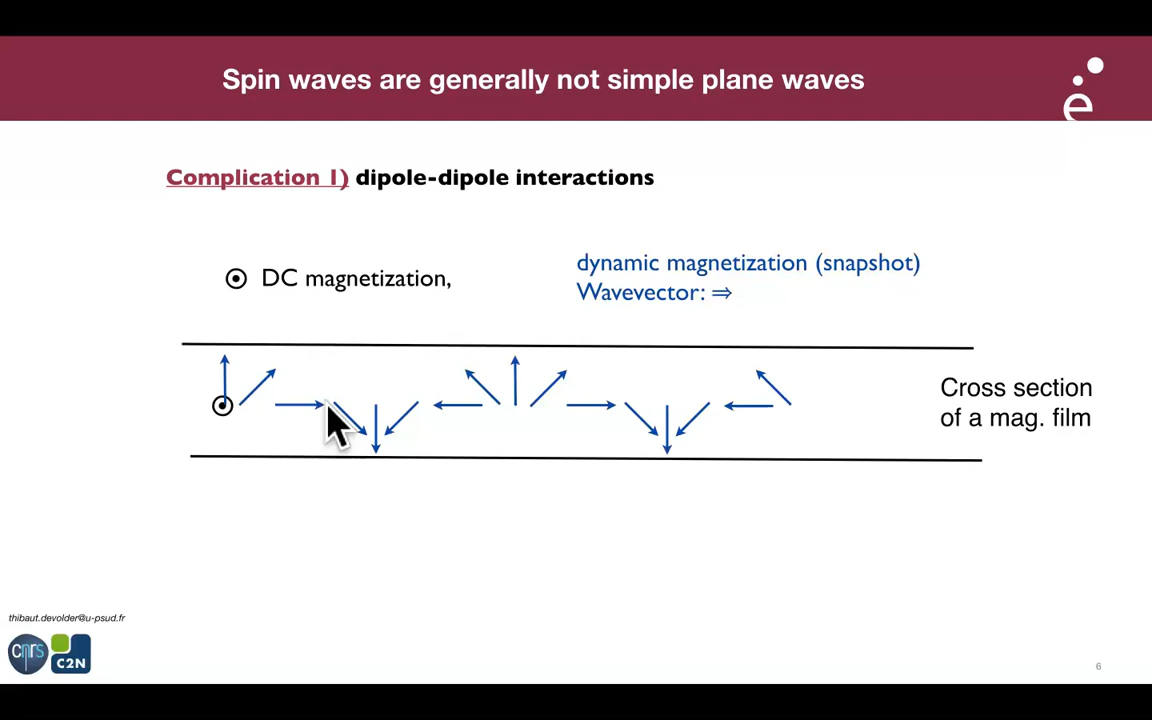 Spin waves are generally not simple plane waves
e
Complication 1) dipole-dipole interactions
DC magnetization,
dynamic magnetization (snapshot)
Wavevector: ⇒
Cross section
of a mag. film
thibaut.devolder@u-psud.fr
cnrs
C2N
6